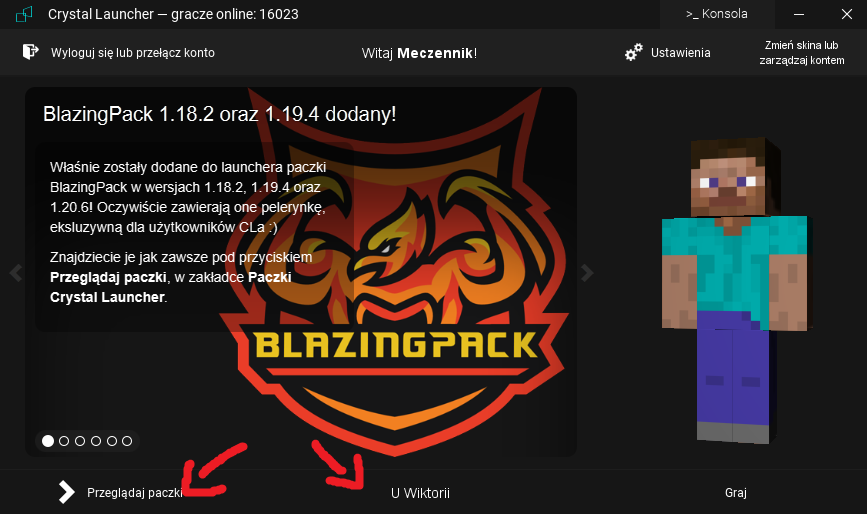 Crystal Launcher — gracze online: 16023
>_ Konsola
Wyloguj się lub przełącz konto
Witaj Meczennik!
Ustawienia
Zmień skina lub
zarządzaj kontem
BlazingPack 1.18.2 oraz 1.19.4 dodany!
Właśnie zostały dodane do launchera paczki
BlazingPack w wersjach 1.18.2, 1.19.4 oraz
1.20.6! Oczywiście zawierają one pelerynkę,
eksluzywną dla użytkowników CLa :)
Znajdziecie je jak zawsze pod przyciskiem
Przeglądaj paczki, w zakładce Paczki
Crystal Launcher.
BLAZINGPACK
Przeglądaj paczki
U Wiktorii
Graj